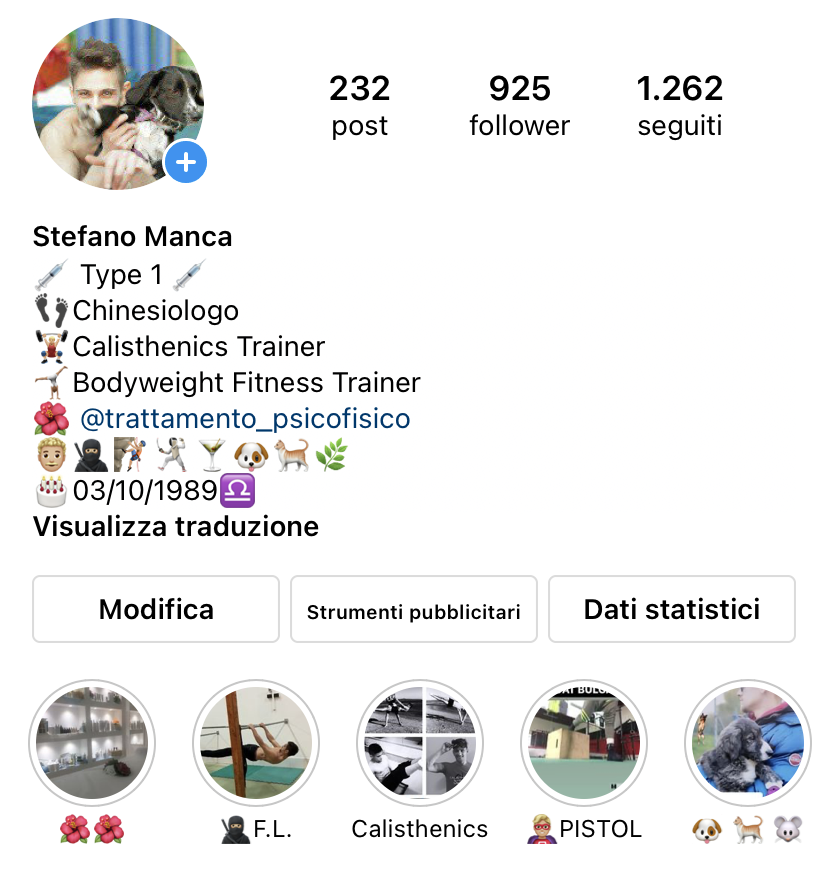 232 925 1.262
post follower seguiti
Stefano Manca
Type 1
Chinesiologo
Calisthenics Trainer
Bodyweight Fitness Trainer
@trattamento_psicofisico
03/10/1989
Visualizza traduzione
Modifica Strumenti pubblicitari Dati statistici
F.L. Calisthenics PISTOL